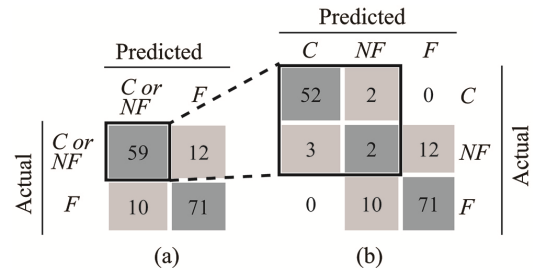 Predicted
C or NF F
Actual
C or NF 59 12
F 10 71
(a)
Predicted
C NF F
52 2 0 C
3 2 12 NF
0 10 71 F
Actual
(b)